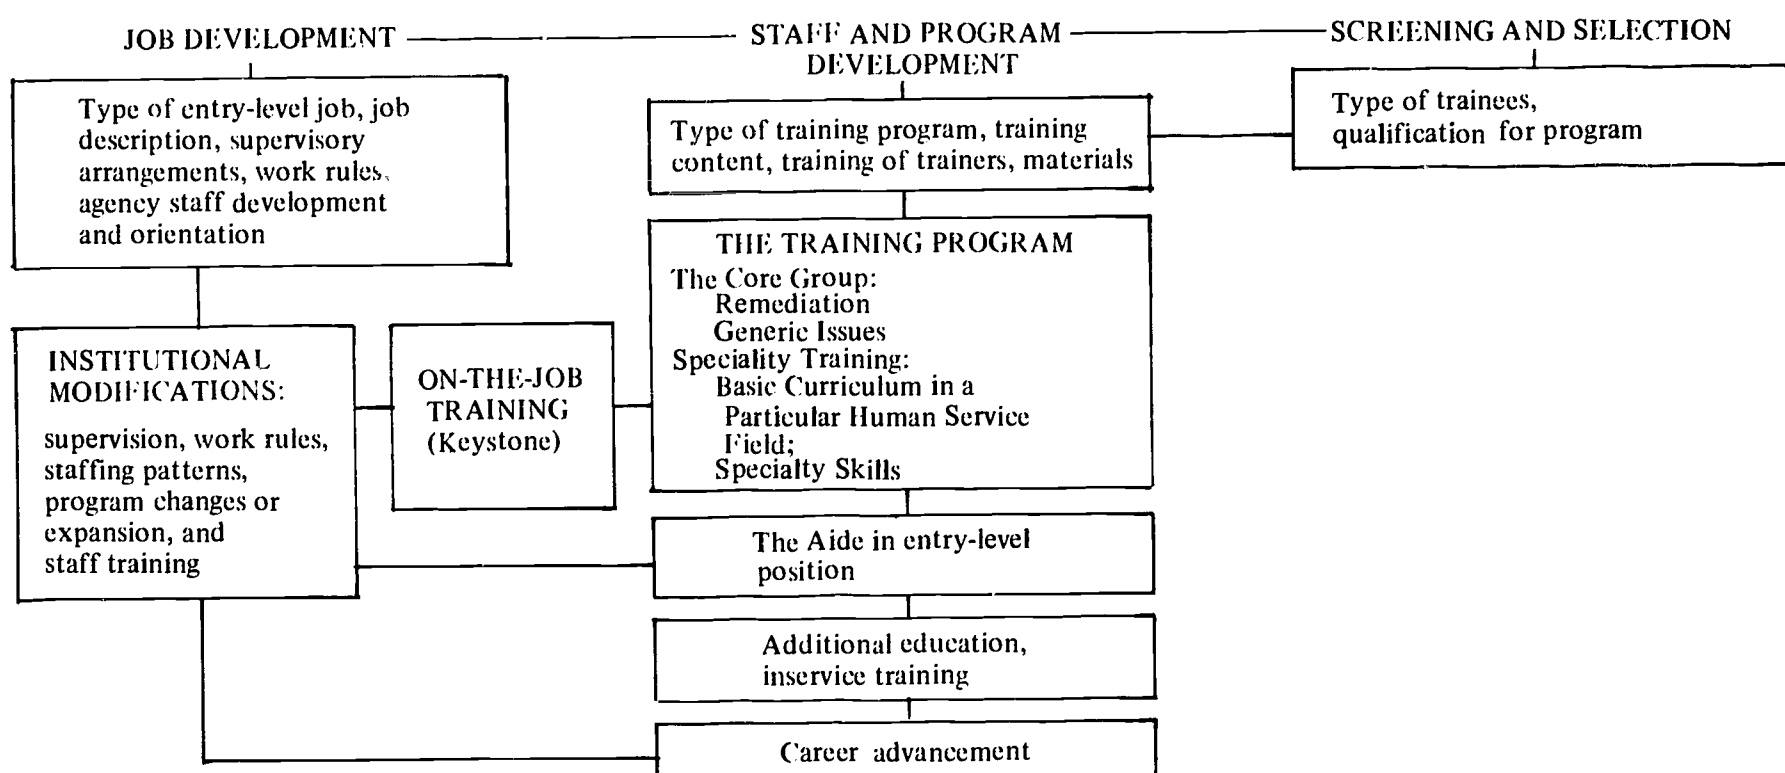 JOB DEVELOPMENT
STAFF AND PROGRAM
DEVELOPMENT
SCREENING AND SELECTION
Type of entry-level job, job
description, supervisory
arrangements, work rules,
agency staff development
and orientation
Type of training program, training
content, training of trainers, materials
Type of trainees,
qualification for program
THE TRAINING PROGRAM
The Core Group:
Remediation
Generic Issues
Speciality Training:
Basic Curriculum in a
Particular Human Service
Field;
Specialty Skills
INSTITUTIONAL
MODIFICATIONS:
supervision, work rules,
staffing patterns,
program changes or
expansion, and
staff training
ON-THE-JOB
TRAINING
(Keystone)
The Aide in entry-level
position
Additional education,
inservice training
Career advancement